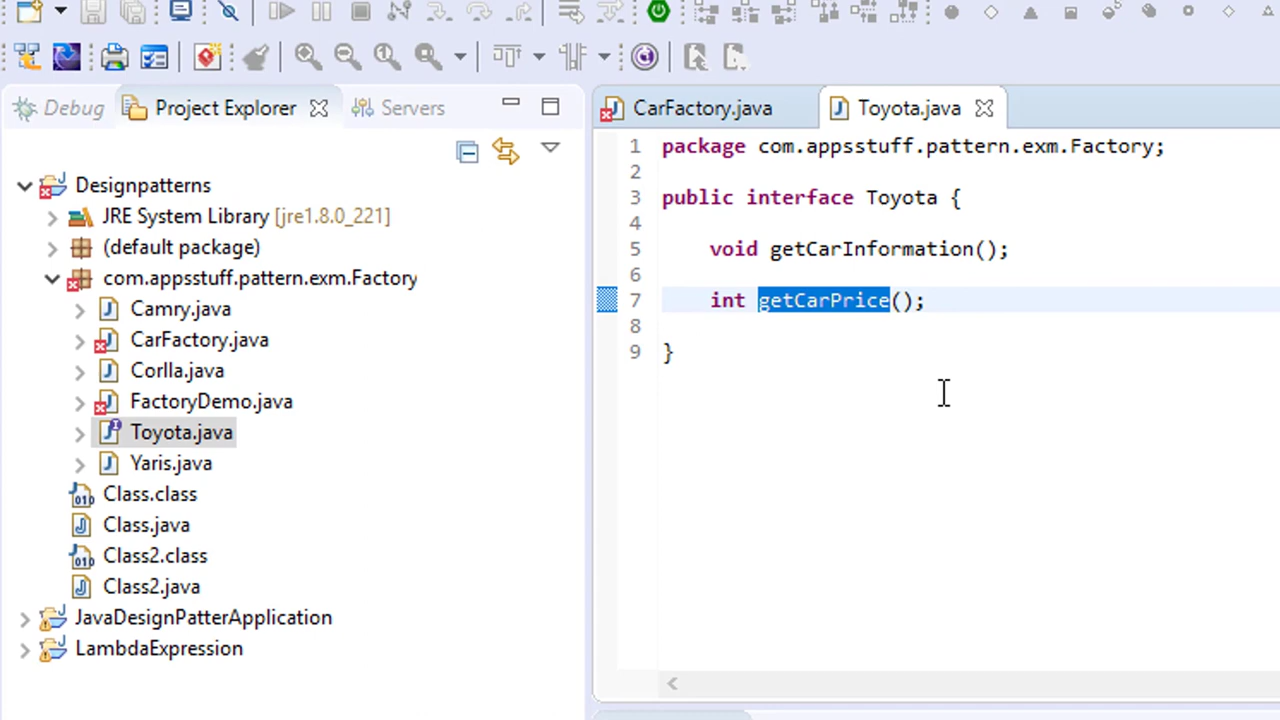 Debug
Project Explorer
Servers
Designpatterns
JRE System Library [jre1.8.0_221]
(default package)
com.appsstuff.pattern.exm.Factory
Camry.java
CarFactory.java
Corlla.java
FactoryDemo.java
Toyota.java
Yaris.java
Class.class
Class.java
Class2.class
Class2.java
JavaDesignPatterApplication
LambdaExpression
CarFactory.java
Toyota.java
1 package com.appsstuff.pattern.exm.Factory;
2
3 public interface Toyota {
4
5 void getCarInformation();
6
7 int getCarPrice();
8
9 }